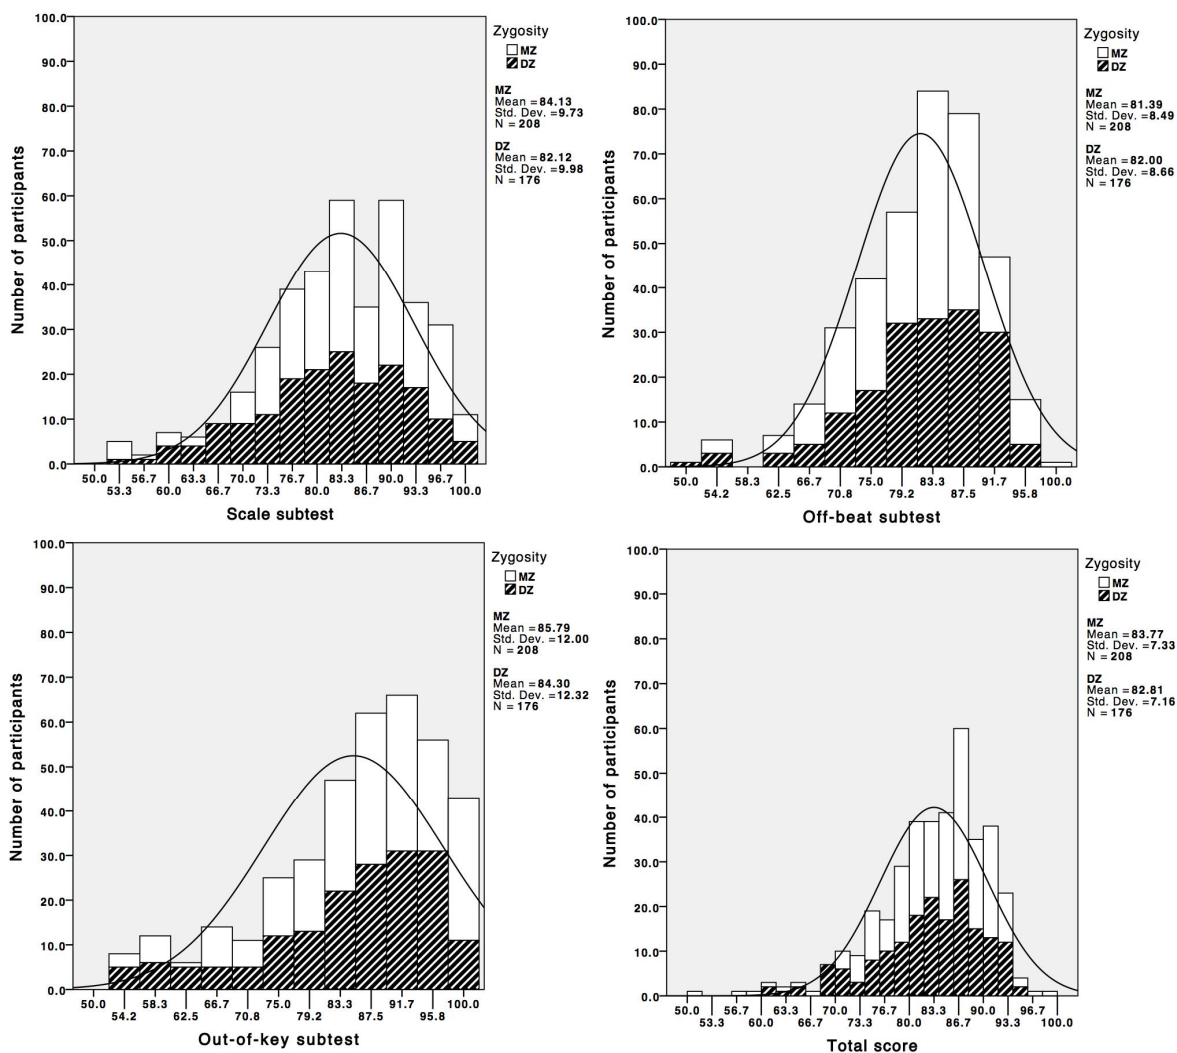 100.0
90.0
80.0
70.0
60.0
50.0
40.0
30.0
20.0
10.0
0.0
Number of participants
50.0 56.7 63.3 70.0 76.7 83.3 90.0 96.7
53.3 60.0 66.7 73.3 80.0 86.7 93.3 100.0
Scale subtest
Zygosity
MZ
DZ
MZ
Mean =84.13
Std. Dev. =9.73
N = 208
DZ
Mean =82.12
Std. Dev. =9.98
N =176
100.0
90.0
80.0
70.0
60.0
50.0
40.0
30.0
20.0
10.0
0.0
Number of participants
50.0 58.3 66.7 75.0 83.3 91.7 100.0
54.2 62.5 70.8 79.2 87.5 95.8
Off-beat subtest
Zygosity
MZ
DZ
MZ
Mean =81.39
Std. Dev. =8.49
N = 208
DZ
Mean =82.00
Std. Dev. =8.66
N = 176
100.0
90.0
80.0
70.0
60.0
50.0
40.0
30.0
20.0
10.0
0.0
Number of participants
50.0 58.3 66.7 75.0 83.3 91.7 100.0
54.2 62.5 70.8 79.2 87.5 95.8
Out-of-key subtest
Zygosity
MZ
DZ
MZ
Mean =85.79
Std. Dev. =12.00
N = 208
DZ
Mean =84.30
Std. Dev. =12.32
N = 176
100.0
90.0
80.0
70.0
60.0
50.0
40.0
30.0
20.0
10.0
0.0
Number of participants
50.0 56.7 63.3 70.0 76.7 83.3 90.0 96.7
53.3 60.0 66.7 73.3 80.0 86.7 93.3 100.0
Total score
Zygosity
MZ
DZ
MZ
Mean =83.77
Std. Dev. =7.33
N = 208
DZ
Mean =82.81
Std. Dev. =7.16
N = 176